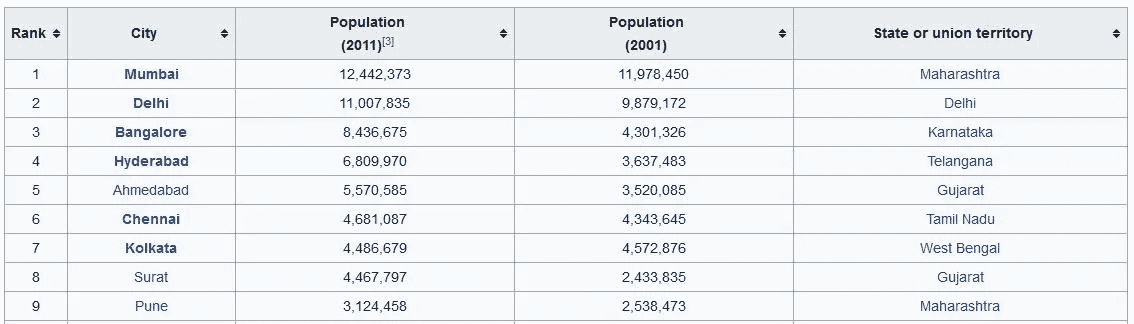 Rank City Population (2011)[3] Population (2001) State or union territory
1 Mumbai 12,442,373 11,978,450 Maharashtra
2 Delhi 11,007,835 9,879,172 Delhi
3 Bangalore 8,436,675 4,301,326 Karnataka
4 Hyderabad 6,809,970 3,637,483 Telangana
5 Ahmedabad 5,570,585 3,520,085 Gujarat
6 Chennai 4,681,087 4,343,645 Tamil Nadu
7 Kolkata 4,486,679 4,572,876 West Bengal
8 Surat 4,467,797 2,433,835 Gujarat
9 Pune 3,124,458 2,538,473 Maharashtra